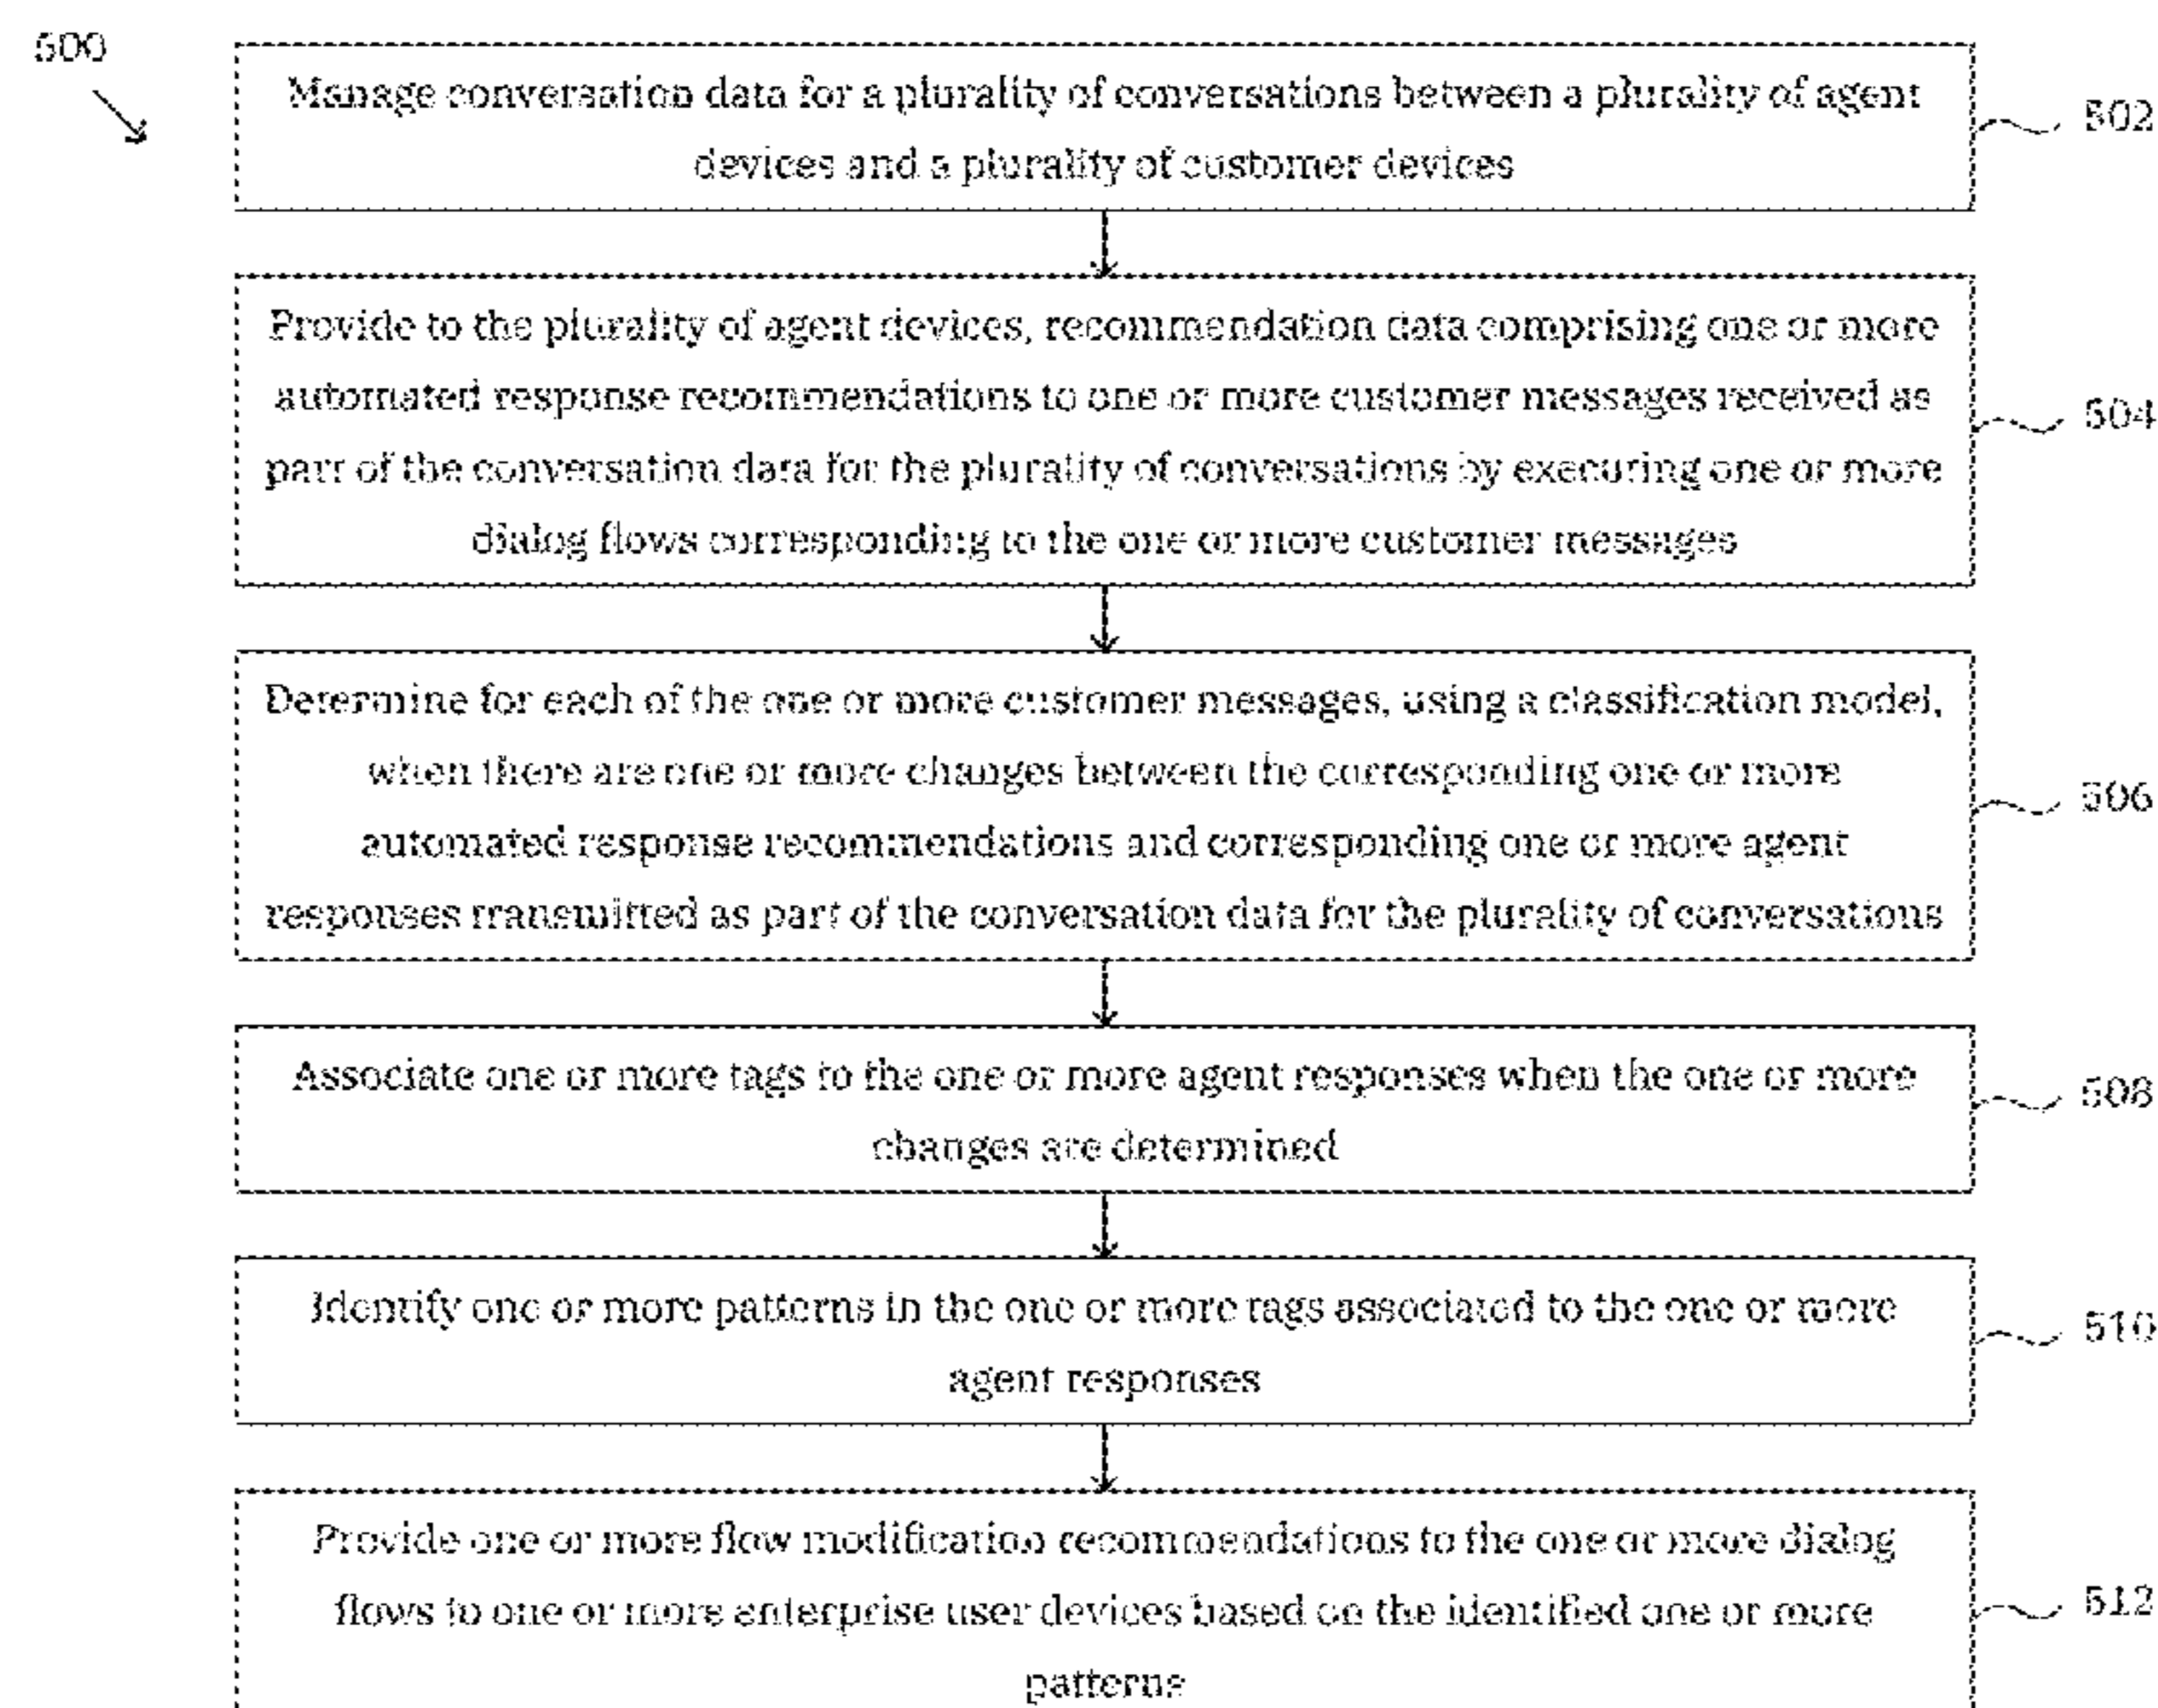 500
Manage conversation data for a plurality of conversations between a plurality of agent
devices and a plurality of customer devices
502
Provide to the plurality of agent devices, recommendation data comprising one or more
automated response recommendations to one or more customer messages received as
part of the conversation data for the plurality of conversations by executing one or more
dialog flows corresponding to the one or more customer messages
504
Determine for each of the one or more customer messages, using a classification model,
when there are one or more changes between the corresponding one or more
automated response recommendations and corresponding one or more agent
responses transmitted as part of the conversation data for the plurality of conversations
506
Associate one or more tags to the one or more agent responses when the one or more
changes are determined
508
Identify one or more patterns in the one or more tags associated to the one or more
agent responses
510
Provide one or more flow modification recommendations to the one or more dialog
flows to one or more enterprise user devices based on the identified one or more
patterns
512